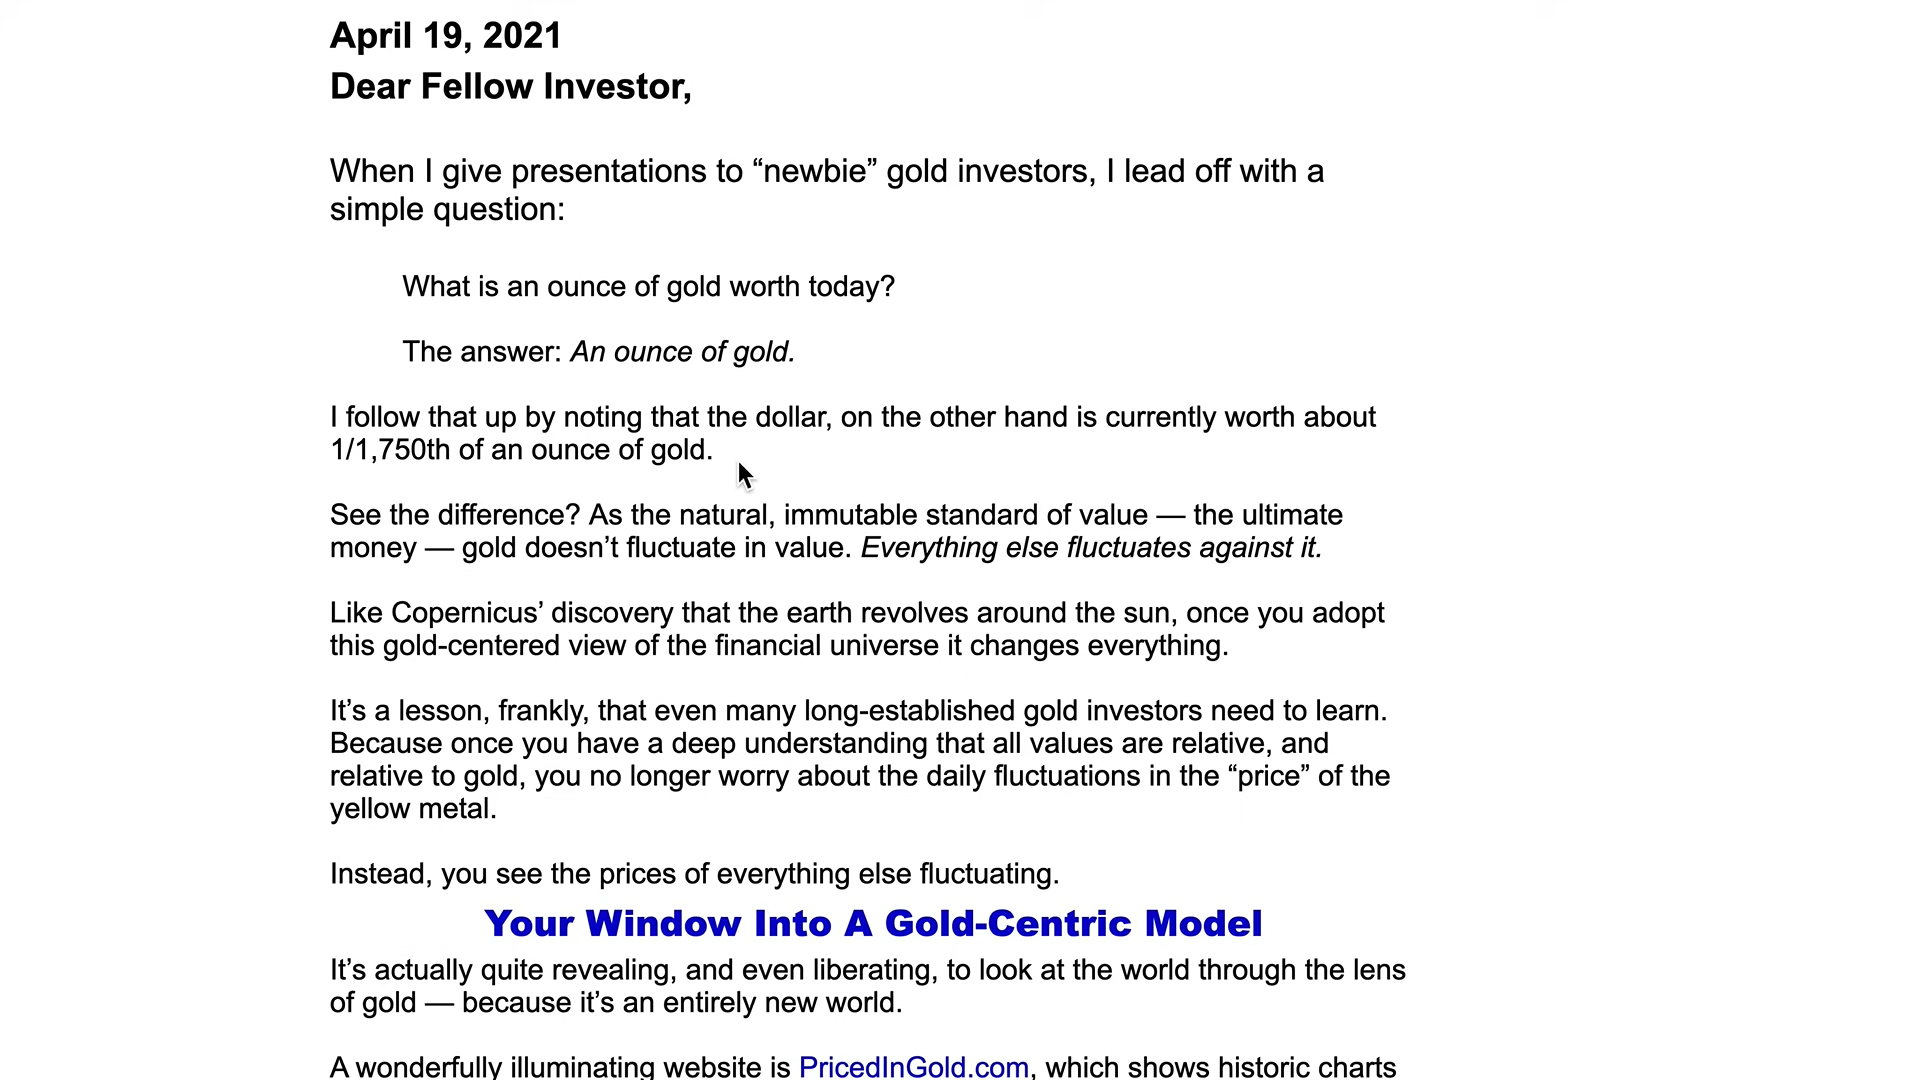 April 19, 2021
Dear Fellow Investor,
When I give presentations to “newbie” gold investors, I lead off with a
simple question:
What is an ounce of gold worth today?
The answer: An ounce of gold.
I follow that up by noting that the dollar, on the other hand is currently worth about
1/1,750th of an ounce of gold.
See the difference? As the natural, immutable standard of value — the ultimate
money — gold doesn’t fluctuate in value. Everything else fluctuates against it.
Like Copernicus’ discovery that the earth revolves around the sun, once you adopt
this gold-centered view of the financial universe it changes everything.
It’s a lesson, frankly, that even many long-established gold investors need to learn.
Because once you have a deep understanding that all values are relative, and
relative to gold, you no longer worry about the daily fluctuations in the “price” of the
yellow metal.
Instead, you see the prices of everything else fluctuating.
Your Window Into A Gold-Centric Model
It’s actually quite revealing, and even liberating, to look at the world through the lens
of gold — because it’s an entirely new world.
A wonderfully illuminating website is PricedInGold.com, which shows historic charts